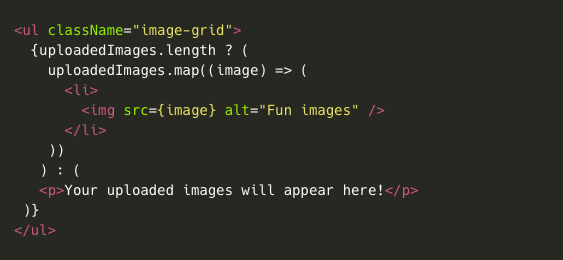 <ul className="image-grid">
  {uploadedImages.length ? (
    uploadedImages.map((image) => (
      <li>
        <img src={image} alt="Fun images" />
      </li>
    ))
   ) : (
   <p>Your uploaded images will appear here!</p>
 )}
</ul>